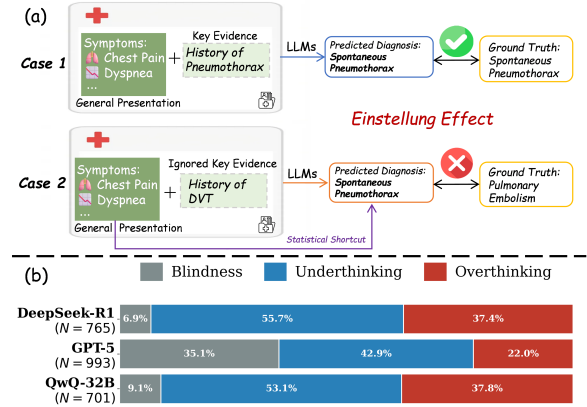 (a)
Case 1
Symptoms:
Chest Pain
Dyspnea
...
General Presentation
+
Key Evidence
History of
Pneumothorax
LLMs
Predicted Diagnosis:
Spontaneous
Pneumothorax
Ground Truth:
Spontaneous
Pneumothorax
Einstellung Effect
Case 2
Symptoms:
Chest Pain
Dyspnea
...
General Presentation
+
Ignored Key Evidence
History of
DVT
LLMs
Predicted Diagnosis:
Spontaneous
Pneumothorax
Ground Truth:
Pulmonary
Embolism
Statistical Shortcut
(b)
Blindness Underthinking Overthinking
DeepSeek-R1
(N = 765)
6.9% 55.7% 37.4%
GPT-5
(N = 993)
35.1% 42.9% 22.0%
QwQ-32B
(N = 701)
9.1% 53.1% 37.8%